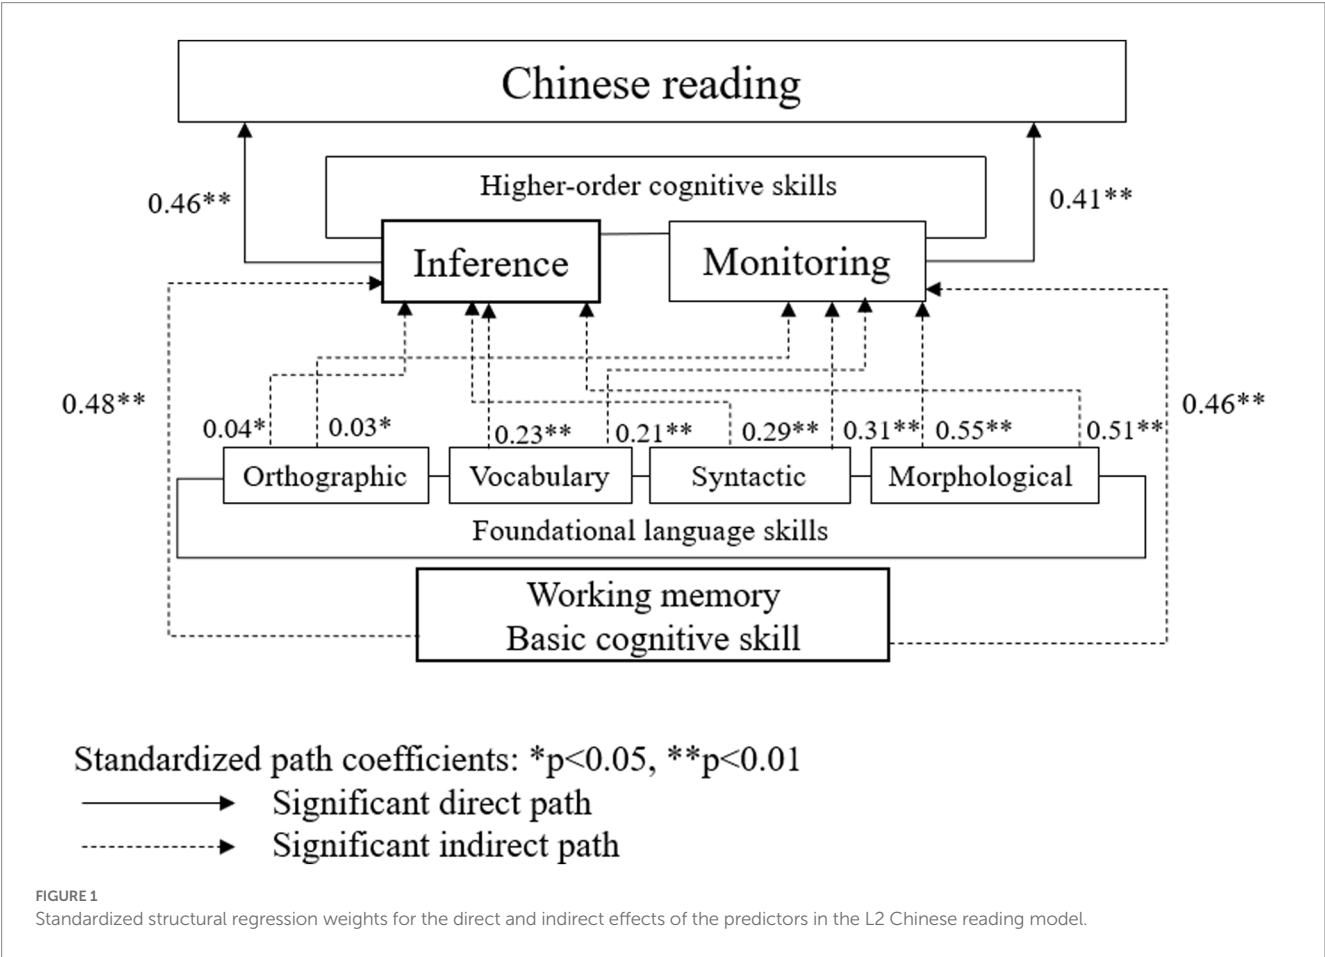 Chinese reading
Higher-order cognitive skills
0.46**
0.41**
Inference
Monitoring
0.48**
0.46**
0.04*
0.03*
0.23**
0.21**
0.29**
0.31**
0.55**
0.51**
Orthographic
Vocabulary
Syntactic
Morphological
Foundational language skills
Working memory
Basic cognitive skill
Standardized path coefficients: *p<0.05, **p<0.01
Significant direct path
Significant indirect path
FIGURE 1
Standardized structural regression weights for the direct and indirect effects of the predictors in the L2 Chinese reading model.